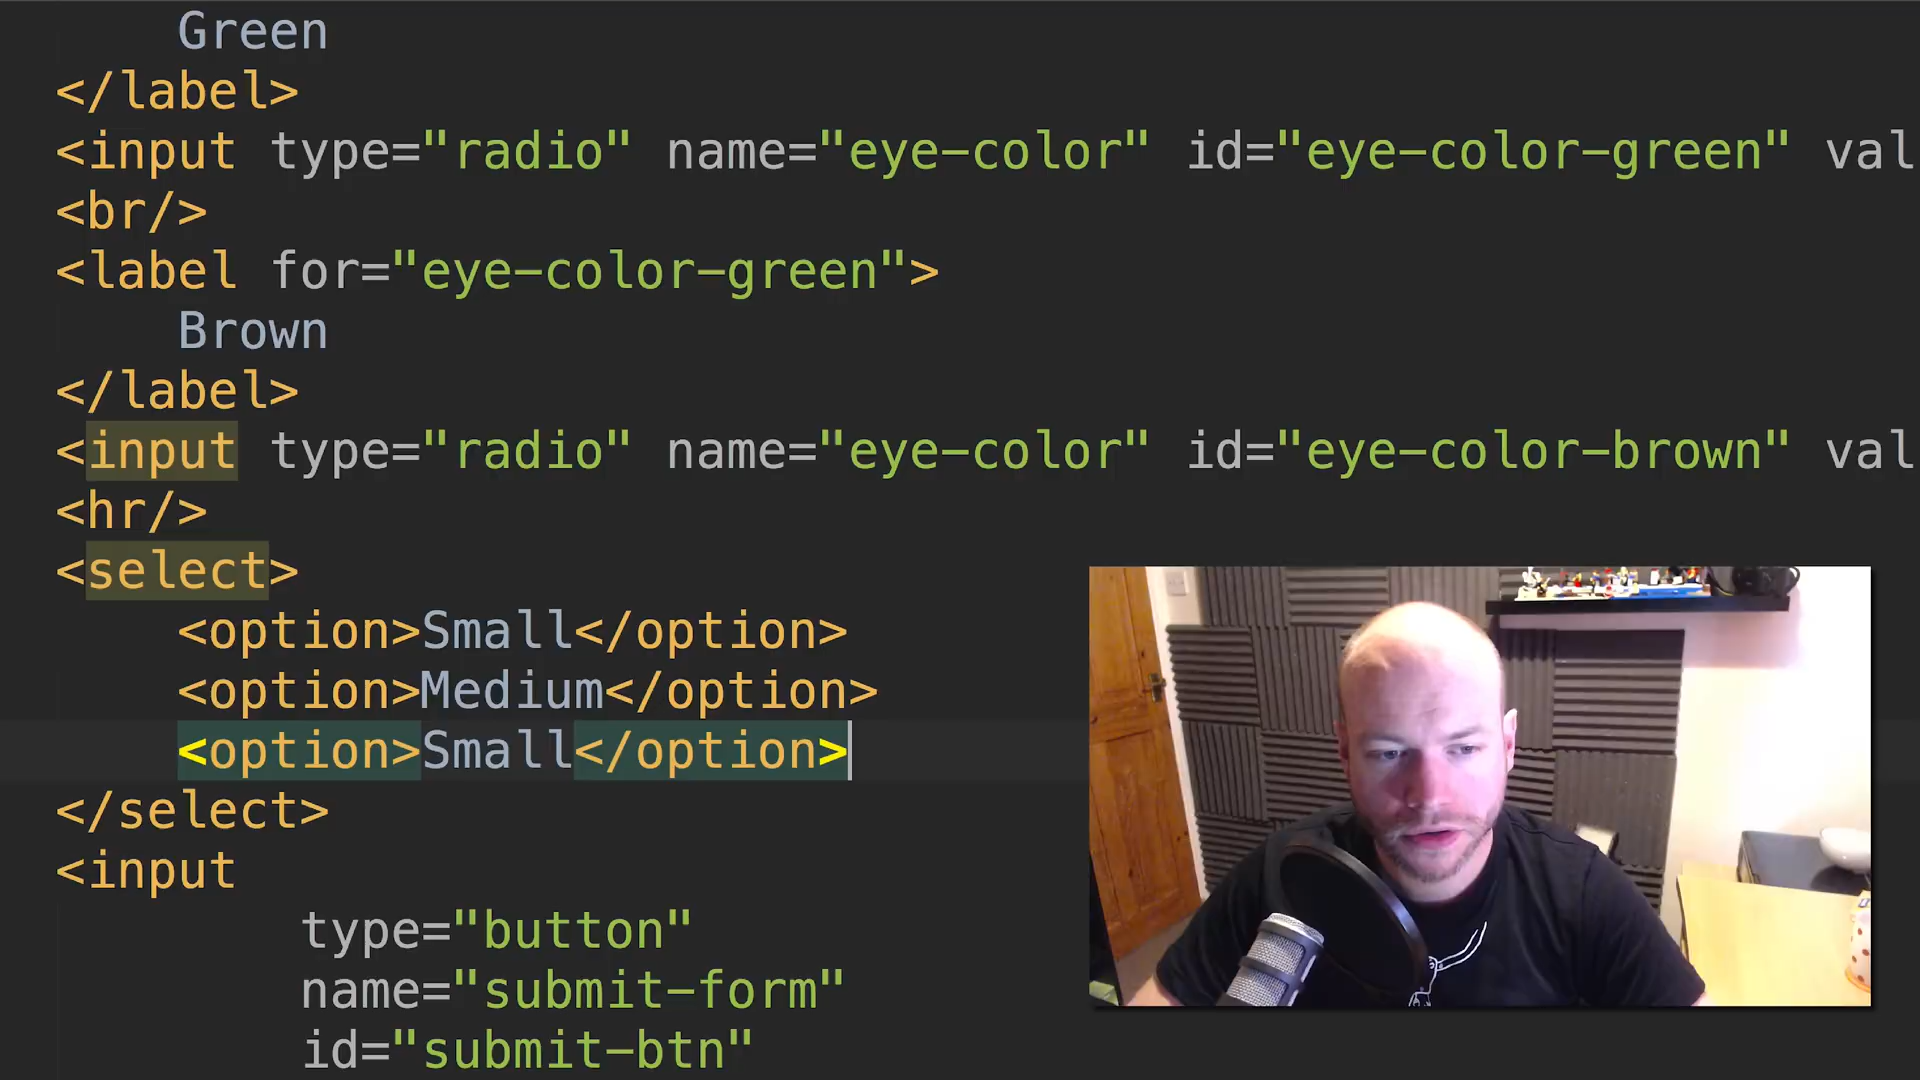 Green
</label>
<input type="radio" name="eye-color" id="eye-color-green" val
<br/>
<label for="eye-color-green">
Brown
</label>
<input type="radio" name="eye-color" id="eye-color-brown" val
<hr/>
<select>
<option>Small</option>
<option>Medium</option>
<option>Small</option>
</select>
<input
type="button"
name="submit-form"
id="submit-btn"